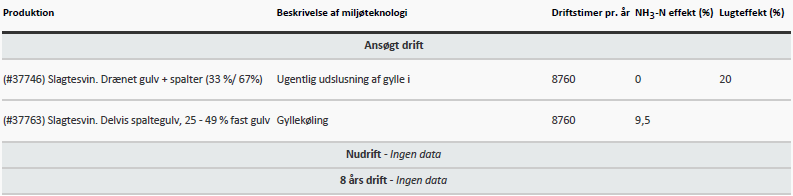 Produktion Beskrivelse af miljøteknologi Driftstimer pr. år NH3-N effekt (%) Lugteffekt (%)
Ansøgt drift
(#37746) Slagtesvin. Drænet gulv + spalter (33 %/ 67%) Ugentlig udslusning af gylle i 8760 0 20
(#37763) Slagtesvin. Delvis spaltegulv, 25 - 49 % fast gulv Gyllekøling 8760 9,5
Nudrift - Ingen data
8 års drift - Ingen data